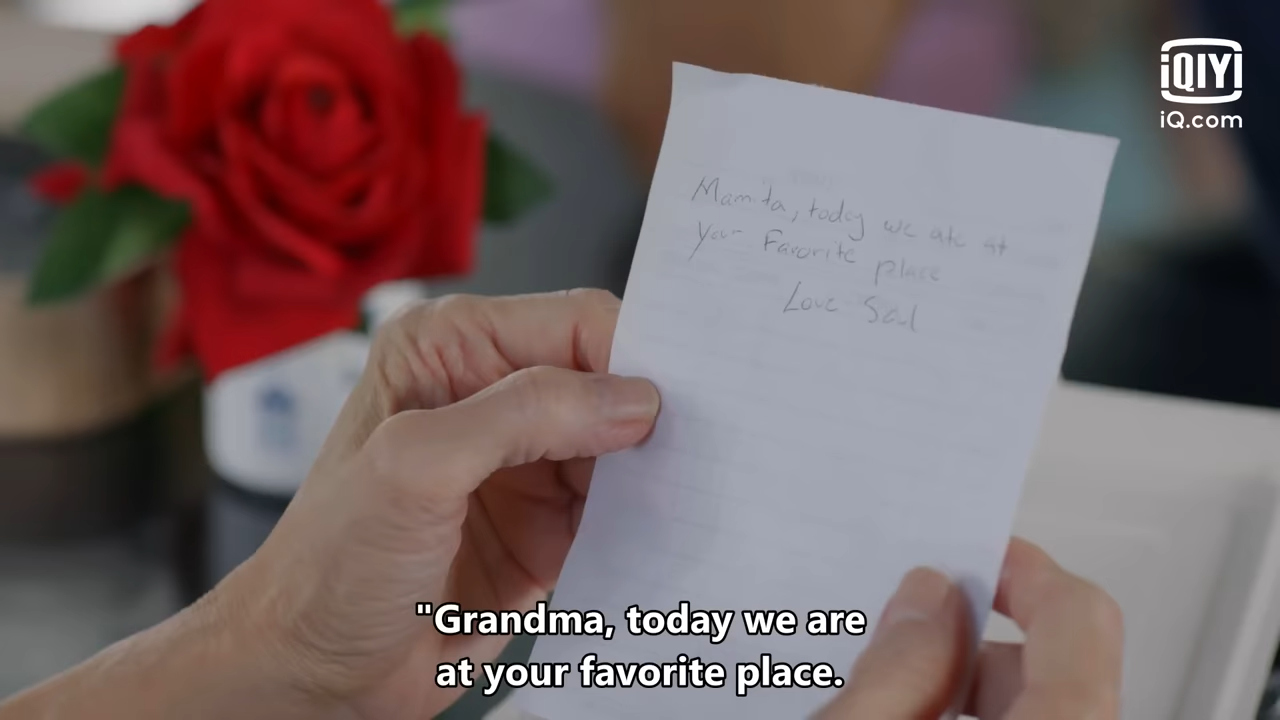 iQIYI
iQ.com
Mamita, today we ate at
your Favorite place
Love Saul
"Grandma, today we are
at your favorite place.